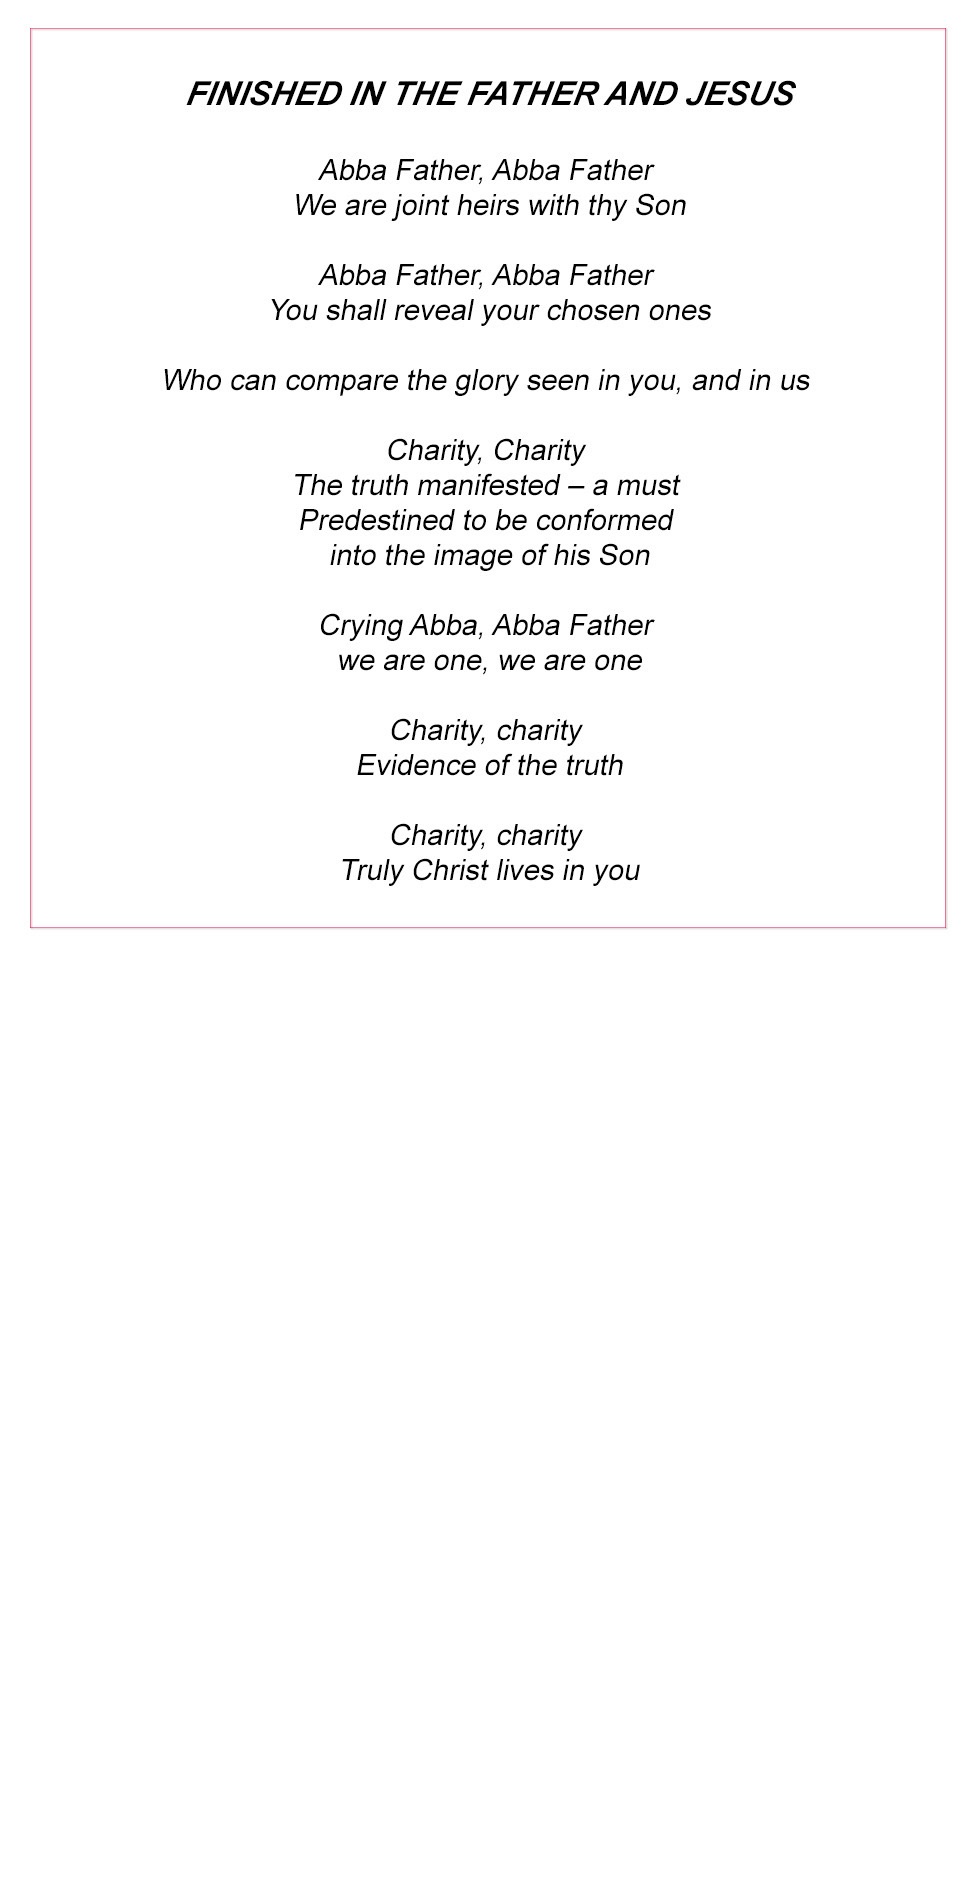 FINISHED IN THE FATHER AND JESUS
Abba Father, Abba Father
We are joint heirs with thy Son
Abba Father, Abba Father
You shall reveal your chosen ones
Who can compare the glory seen in you, and in us
Charity, Charity
The truth manifested – a must
Predestined to be conformed
into the image of his Son
Crying Abba, Abba Father
we are one, we are one
Charity, charity
Evidence of the truth
Charity, charity
Truly Christ lives in you